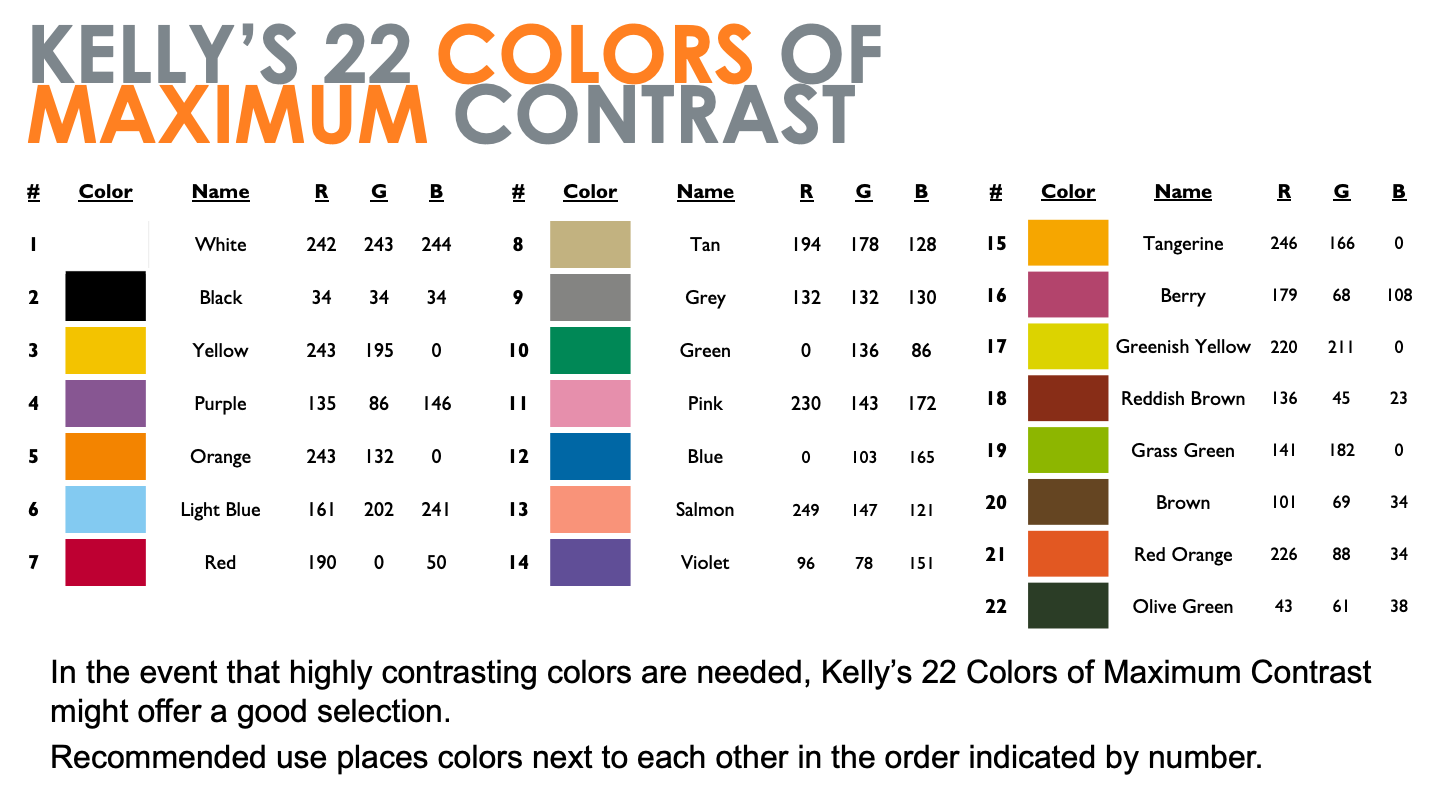 KELLY'S 22 COLORS OF
MAXIMUM CONTRAST
# Color Name R G B
1 White 242 243 244
2 Black 34 34 34
3 Yellow 243 195 0
4 Purple 135 86 146
5 Orange 243 132 0
6 Light Blue 161 202 241
7 Red 190 0 50
# Color Name R G B
8 Tan 194 178 128
9 Grey 132 132 130
10 Green 0 136 86
11 Pink 230 143 172
12 Blue 0 103 165
13 Salmon 249 147 121
14 Violet 96 78 151
# Color Name R G B
15 Tangerine 246 166 0
16 Berry 179 68 108
17 Greenish Yellow 220 211 0
18 Reddish Brown 136 45 23
19 Grass Green 141 182 0
20 Brown 101 69 34
21 Red Orange 226 88 34
22 Olive Green 43 61 38
In the event that highly contrasting colors are needed, Kelly's 22 Colors of Maximum Contrast
might offer a good selection.
Recommended use places colors next to each other in the order indicated by number.